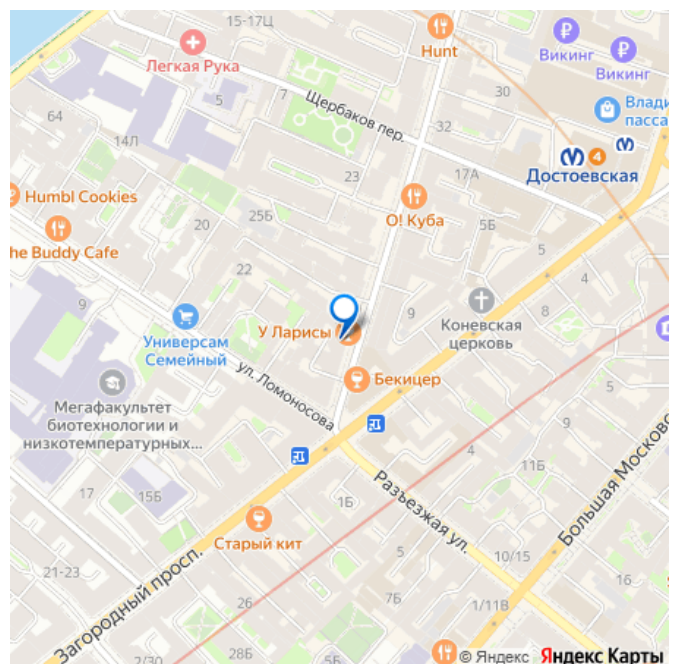 15-17Ц
Hunt
Викинг
Викинг
Легкая Рука
5
7
Щербаков пер.
30
Влади
пасса
64
14Л
32
4
Достоевская
23
17А
Humbl Cookies
20
25Б
О! Куба
5Б
he Buddy Cafe
22
5
4
9
Универсам
Семейный
У Ларисы
9
Коневская
церковь
8
ул. Ломоносова
Бекицер
Мегафакультет
биотехнологии и
низкотемпературных...
9
4
11Б
17
15Б
1Б
Разъезжая ул.
Большая Московс
Старый кит
5
10/15
21-23
Загородный просп.
7Б
16
26
1/11В
2/30
28Б
© Яндекс Яндекс Карты